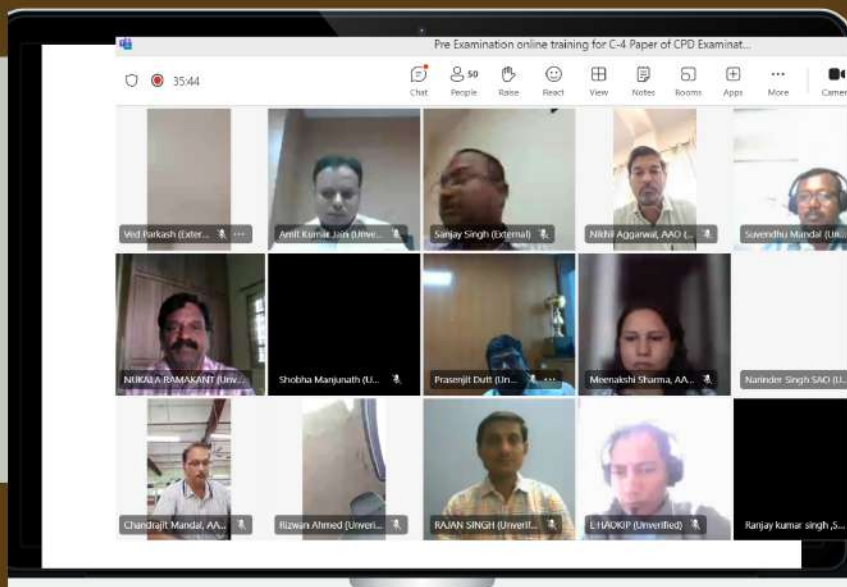 Pre Examination online training for C-4 Paper of CPD Examinat...
35:44
50
Chat People Raise React View Notes Rooms Apps More Camer
Ved Parkash (Exter... Amit Kumar Jain (Unve... Sanjay Singh (External) Nikhil Aggarwal, AAO (... Suvendhu Mandal (Un...
NUKALA RAMAKANT (Unv... Shobha Manjunath (U... Prasenjit Dutt (Un... Meenakshi Sharma, AA... Narinder Singh SAO (U...
Chandrajit Mandal, AA... Rizwan Ahmed (Unveri... RAJAN SINGH (Unverif... L HAOKIP (Unverified) Ranjay kumar singh ,S...